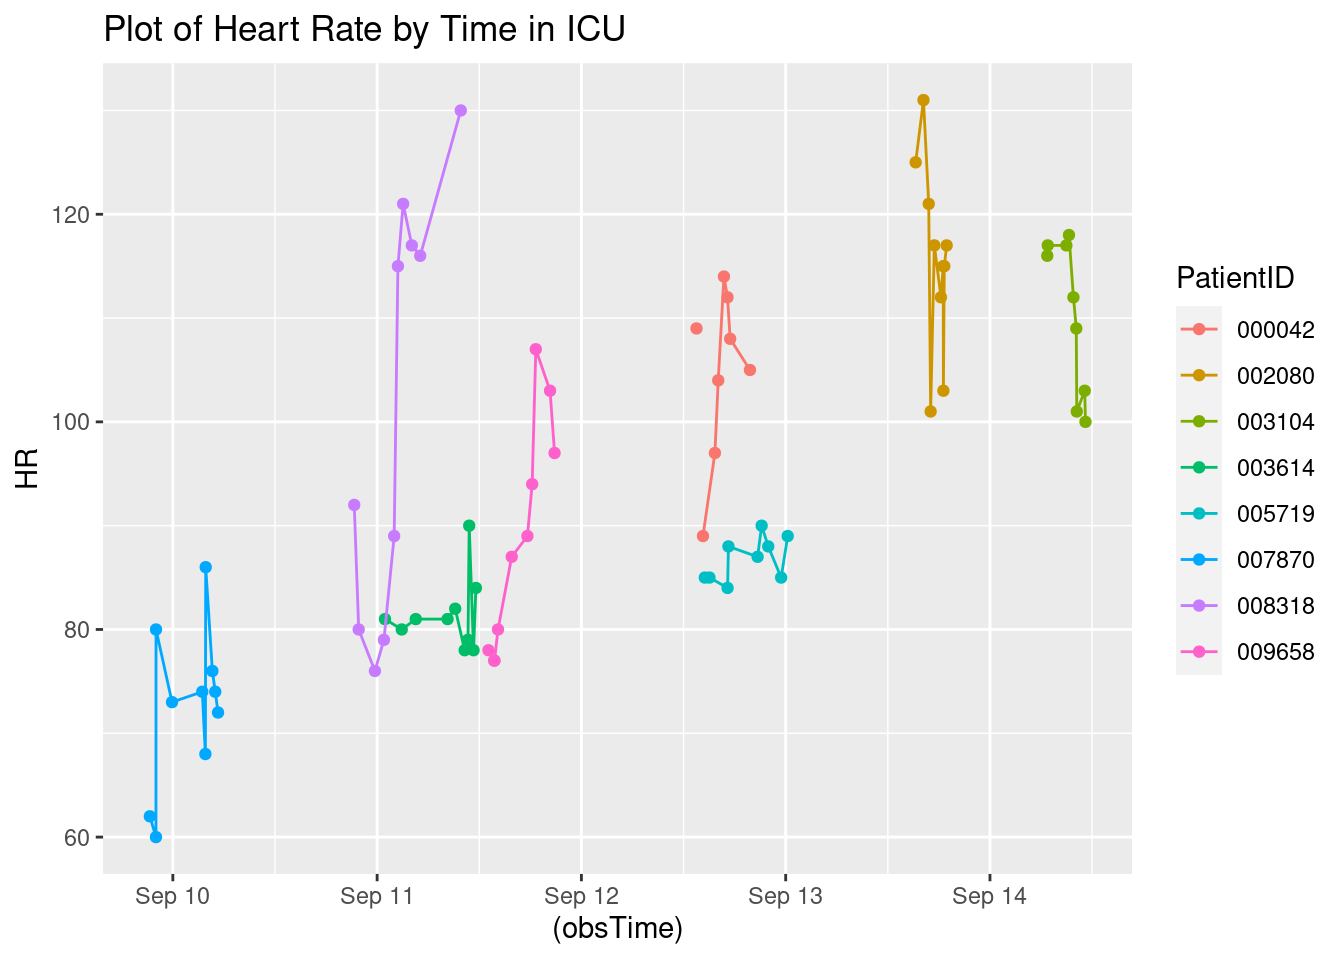 Plot of Heart Rate by Time in ICU
120
100
80
60
HR
Sep 10
Sep 11
Sep 12
Sep 13
Sep 14
(obsTime)
PatientID
000042
002080
003104
003614
005719
007870
008318
009658